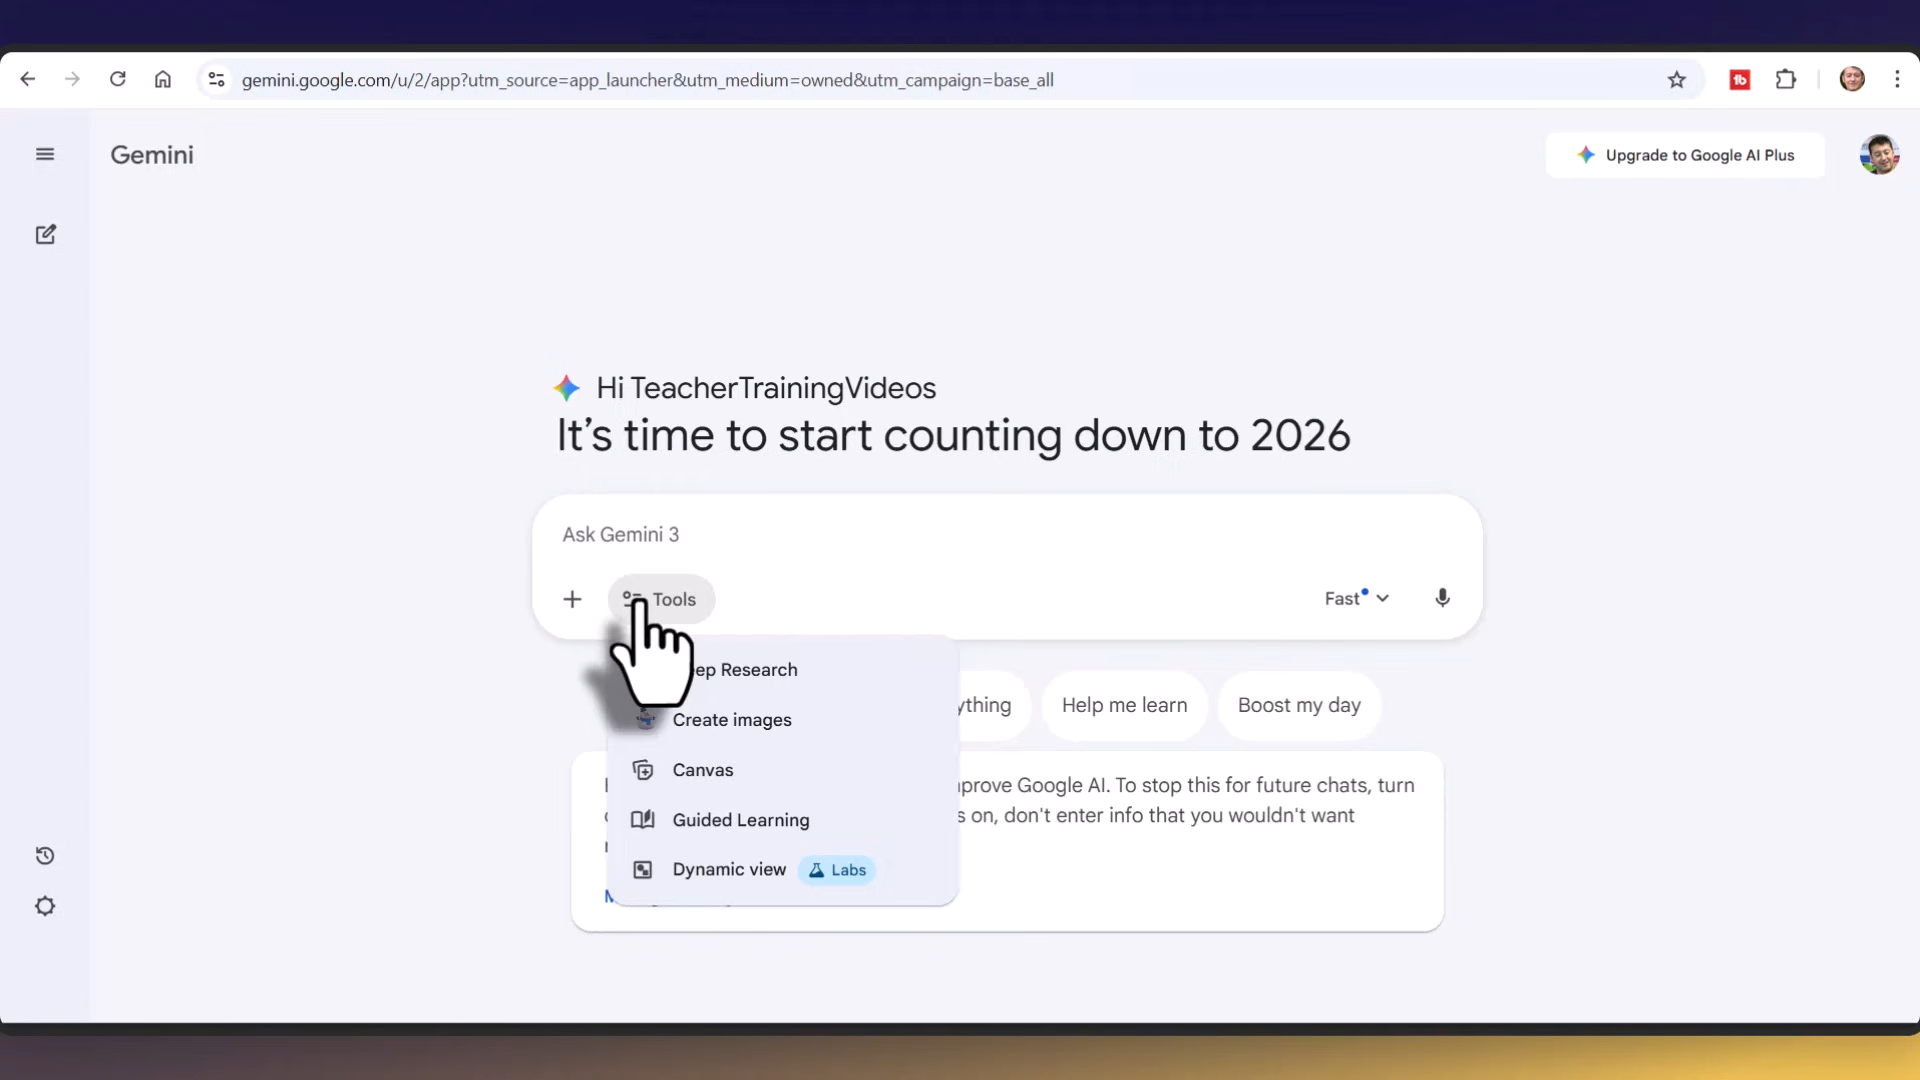 gemini.google.com/u/2/app?utm_source=app_launcher&utm_medium=owned&utm_campaign=base_all
Gemini
Upgrade to Google AI Plus
Hi TeacherTrainingVideos
It's time to start counting down to 2026
Ask Gemini 3
Tools
Fast
ep Research
Create images
Canvas
Guided Learning
Dynamic view Labs
ything
Help me learn
Boost my day
prove Google AI. To stop this for future chats, turn
s on, don't enter info that you wouldn't want